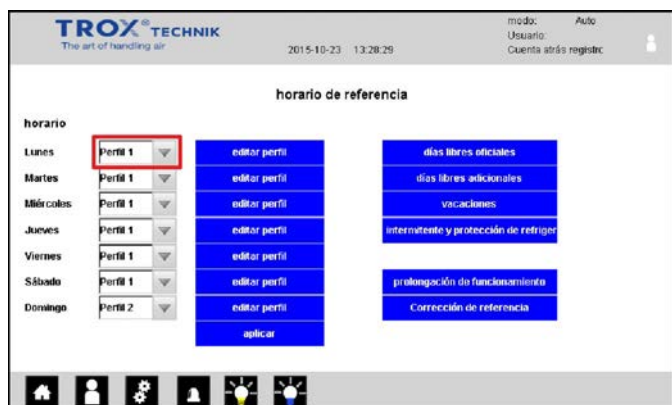 TROX® TECHNIK
The art of handling air
2015-10-23 13:28:29
modo: Auto
Usuario:
Cuenta atrás registrc
horario de referencia
horario
Lunes Perfil 1 editar perfil días libres oficiales
Martes Perfil 1 editar perfil días libres adicionales
Miércoles Perfil 1 editar perfil vacaciones
Jueves Perfil 1 editar perfil intermitente y protección de refriger
Viernes Perfil 1 editar perfil
Sábado Perfil 1 editar perfil prolongación de funcionamiento
Domingo Perfil 2 editar perfil Corrección de referencia
aplicar